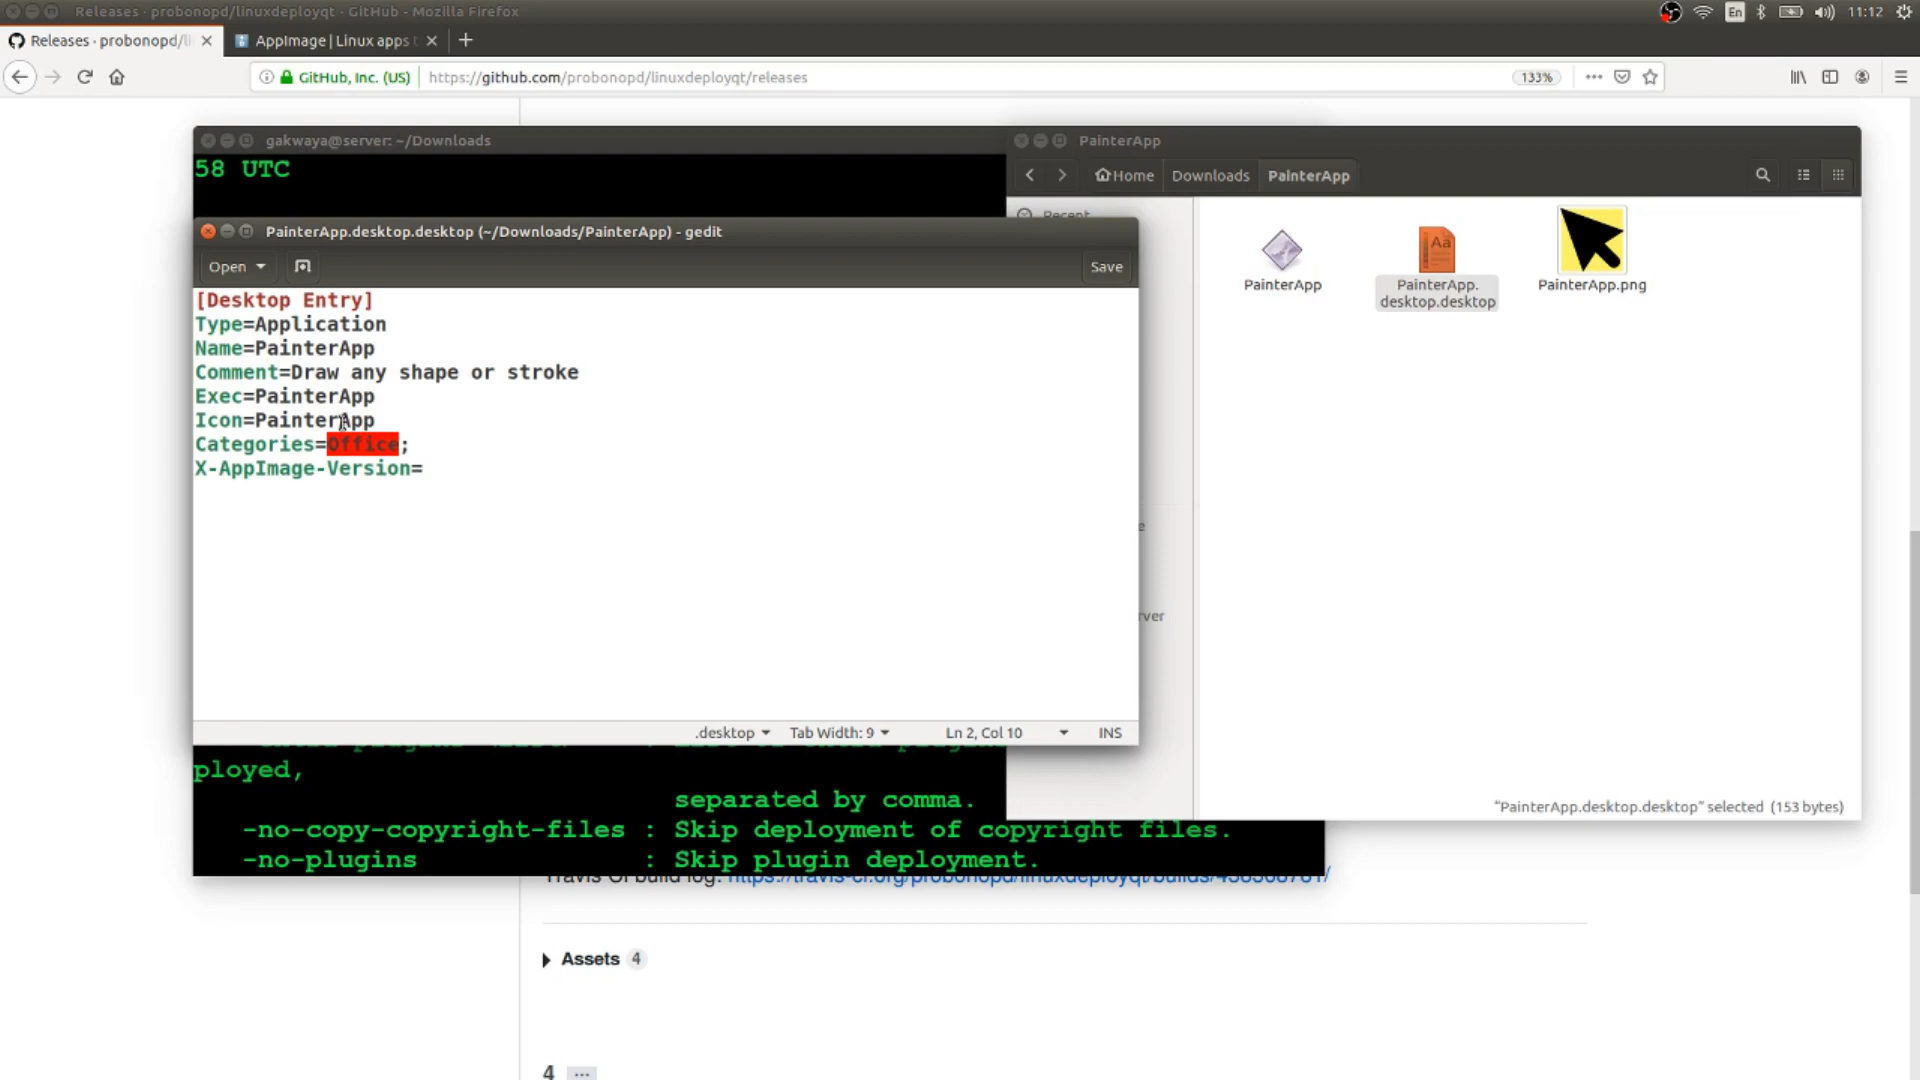 Releases · probonopd/linuxdeployqt · GitHub - Mozilla Firefox
En
11:12
Releases · probonopd/li
AppImage | Linux apps t
GitHub, Inc. (US)
https://github.com/probonopd/linuxdeployqt/releases
133%
gakwaya@server: ~/Downloads
58 UTC
PainterApp.desktop.desktop (~/Downloads/PainterApp) - gedit
Open
Save
[Desktop Entry]
Type=Application
Name=PainterApp
Comment=Draw any shape or stroke
Exec=PainterApp
Icon=PainterApp
Categories=Office;
X-AppImage-Version=
.desktop
Tab Width: 9
Ln 2, Col 10
INS
PainterApp
Home
Downloads
PainterApp
Recent
rver
PainterApp
PainterApp.
desktop.desktop
PainterApp.png
"PainterApp.desktop.desktop" selected (153 bytes)
ployed,
separated by comma.
-no-copy-copyright-files : Skip deployment of copyright files.
-no-plugins : Skip plugin deployment.
Assets 4
4 ...